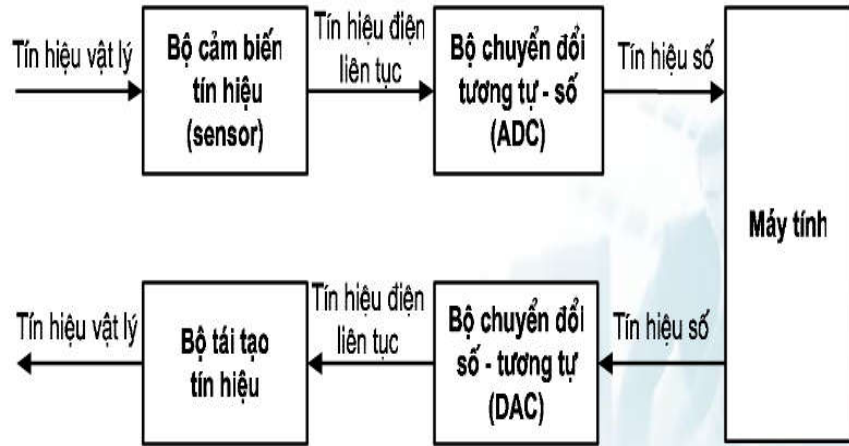 Tín hiệu vật lý
Bộ cảm biến
tín hiệu
(sensor)
Tín hiệu điện
liên tục
Bộ chuyển đổi
tương tự - số
(ADC)
Tín hiệu số
Máy tính
Tín hiệu vật lý
Bộ tái tạo
tín hiệu
Tín hiệu điện
liên tục
Bộ chuyển đổi
số - tương tự
(DAC)
Tín hiệu số